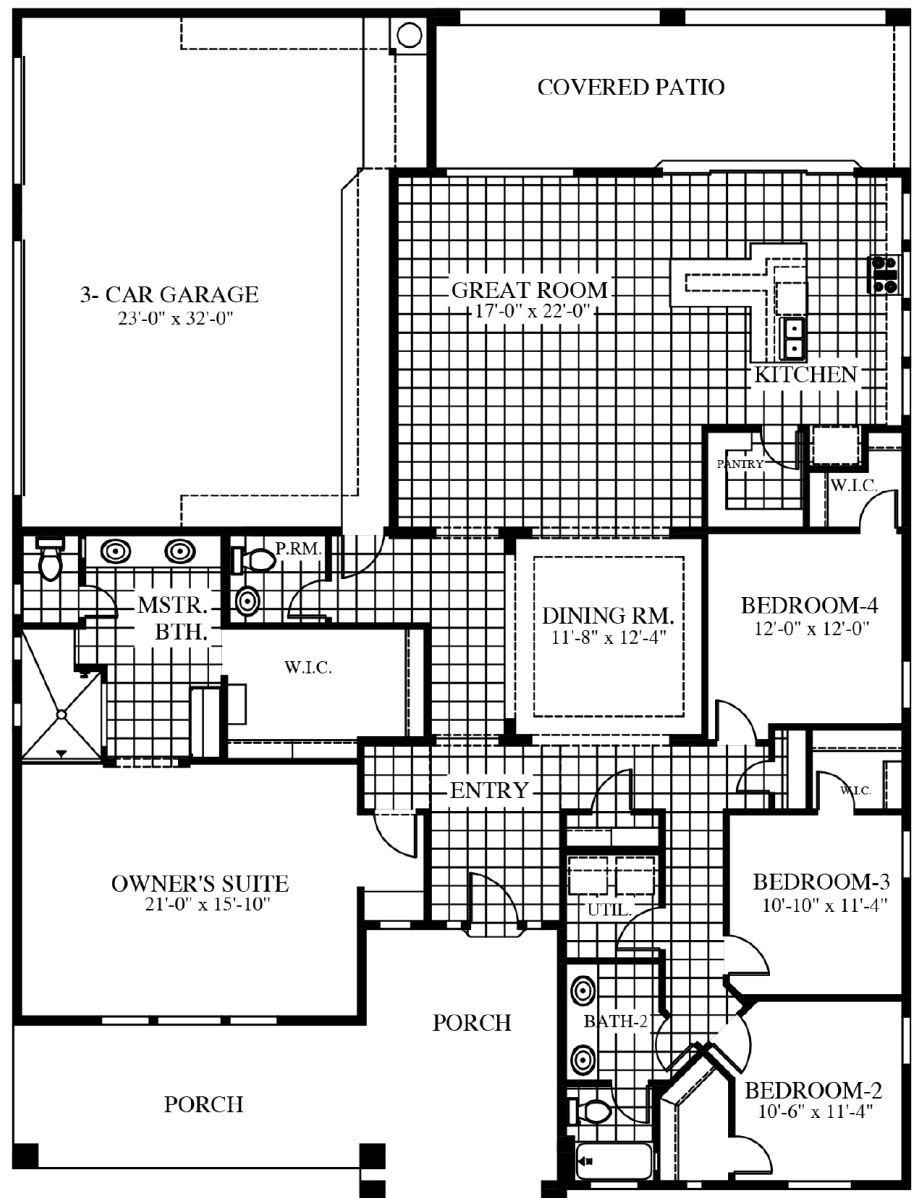 COVERED PATIO
3- CAR GARAGE
23'-0" x 32'-0"
GREAT ROOM
17'-0" x 22'-0"
KITCHEN
PANTRY
W.I.C.
P.RM.
MSTR.
BTH.
DINING RM.
11'-8" x 12'-4"
BEDROOM-4
12'-0" x 12'-0"
W.I.C.
ENTRY
W.I.C.
OWNER'S SUITE
21'-0" x 15'-10"
UTIL.
BEDROOM-3
10'-10" x 11'-4"
PORCH
BATH-2
PORCH
BEDROOM-2
10'-6" x 11'-4"